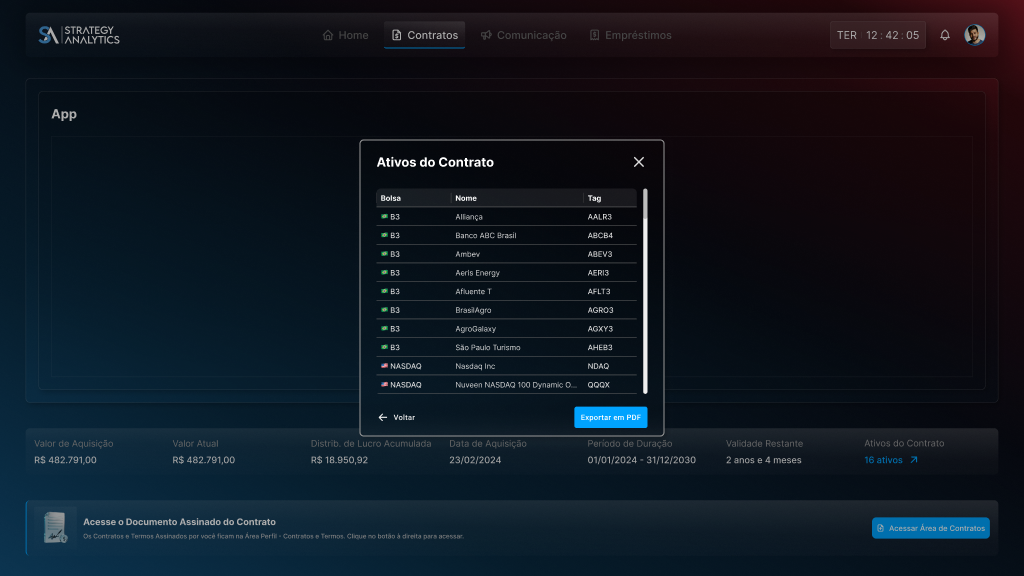 STRATEGY
ANALYTICS
Home
Contratos
Comunicação
Empréstimos
TER 12 : 42 : 05
App
Ativos do Contrato
Bolsa Nome Tag
B3 Alliança AALR3
B3 Banco ABC Brasil ABCB4
B3 Ambev ABEV3
B3 Aeris Energy AERI3
B3 Afluente T AFLT3
B3 BrasilAgro AGRO3
B3 AgroGalaxy AGXY3
B3 São Paulo Turismo AHEB3
NASDAQ Nasdaq Inc NDAQ
NASDAQ Nuveen NASDAQ 100 Dynamic O... QQQX
Voltar
Exportar em PDF
Valor de Aquisição Valor Atual Distrib. de Lucro Acumulada Data de Aquisição Período de Duração Validade Restante Ativos do Contrato
R$ 482.791,00 R$ 482.791,00 R$ 18.950,92 23/02/2024 01/01/2024 - 31/12/2030 2 anos e 4 meses 16 ativos
Acesse o Documento Assinado do Contrato
Os Contratos e Termos Assinados por você ficam na Área Perfil - Contratos e Termos. Clique no botão à direita para acessar.
Acessar Área de Contratos